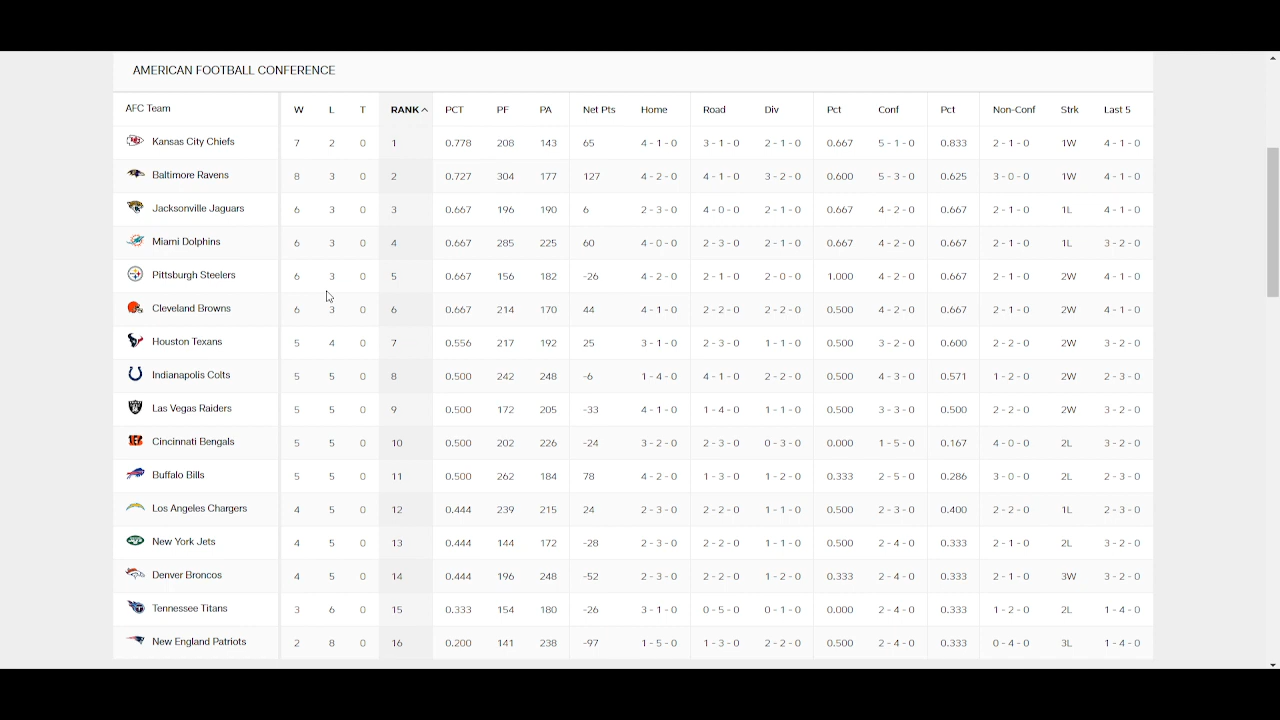 AMERICAN FOOTBALL CONFERENCE
AFC Team W L T RANK PCT PF PA Net Pts Home Road Div Pct Conf Pct Non-Conf Strk Last 5
Kansas City Chiefs 7 2 0 1 0.778 208 143 65 4 - 1 - 0 3 - 1 - 0 2 - 1 - 0 0.667 5 - 1 - 0 0.833 2 - 1 - 0 1W 4 - 1 - 0
Baltimore Ravens 8 3 0 2 0.727 304 177 127 4 - 2 - 0 4 - 1 - 0 3 - 2 - 0 0.600 5 - 3 - 0 0.625 3 - 0 - 0 1W 4 - 1 - 0
Jacksonville Jaguars 6 3 0 3 0.667 196 190 6 2 - 3 - 0 4 - 0 - 0 2 - 1 - 0 0.667 4 - 2 - 0 0.667 2 - 1 - 0 1L 4 - 1 - 0
Miami Dolphins 6 3 0 4 0.667 285 225 60 4 - 0 - 0 2 - 3 - 0 2 - 1 - 0 0.667 4 - 2 - 0 0.667 2 - 1 - 0 1L 3 - 2 - 0
Pittsburgh Steelers 6 3 0 5 0.667 156 182 -26 4 - 2 - 0 2 - 1 - 0 2 - 0 - 0 1.000 4 - 2 - 0 0.667 2 - 1 - 0 2W 4 - 1 - 0
Cleveland Browns 6 3 0 6 0.667 214 170 44 4 - 1 - 0 2 - 2 - 0 2 - 2 - 0 0.500 4 - 2 - 0 0.667 2 - 1 - 0 2W 4 - 1 - 0
Houston Texans 5 4 0 7 0.556 217 192 25 3 - 1 - 0 2 - 3 - 0 1 - 1 - 0 0.500 3 - 2 - 0 0.600 2 - 2 - 0 2W 3 - 2 - 0
Indianapolis Colts 5 5 0 8 0.500 242 248 -6 1 - 4 - 0 4 - 1 - 0 2 - 2 - 0 0.500 4 - 3 - 0 0.571 1 - 2 - 0 2W 2 - 3 - 0
Las Vegas Raiders 5 5 0 9 0.500 172 205 -33 4 - 1 - 0 1 - 4 - 0 1 - 1 - 0 0.500 3 - 3 - 0 0.500 2 - 2 - 0 2W 3 - 2 - 0
Cincinnati Bengals 5 5 0 10 0.500 202 226 -24 3 - 2 - 0 2 - 3 - 0 0 - 3 - 0 0.000 1 - 5 - 0 0.167 4 - 0 - 0 2L 3 - 2 - 0
Buffalo Bills 5 5 0 11 0.500 262 184 78 4 - 2 - 0 1 - 3 - 0 1 - 2 - 0 0.333 2 - 5 - 0 0.286 3 - 0 - 0 2L 2 - 3 - 0
Los Angeles Chargers 4 5 0 12 0.444 239 215 24 2 - 3 - 0 2 - 2 - 0 1 - 1 - 0 0.500 2 - 3 - 0 0.400 2 - 2 - 0 1L 2 - 3 - 0
New York Jets 4 5 0 13 0.444 144 172 -28 2 - 3 - 0 2 - 2 - 0 1 - 1 - 0 0.500 2 - 4 - 0 0.333 2 - 1 - 0 2L 3 - 2 - 0
Denver Broncos 4 5 0 14 0.444 196 248 -52 2 - 3 - 0 2 - 2 - 0 1 - 2 - 0 0.333 2 - 4 - 0 0.333 2 - 1 - 0 3W 3 - 2 - 0
Tennessee Titans 3 6 0 15 0.333 154 180 -26 3 - 1 - 0 0 - 5 - 0 0 - 1 - 0 0.000 2 - 4 - 0 0.333 1 - 2 - 0 2L 1 - 4 - 0
New England Patriots 2 8 0 16 0.200 141 238 -97 1 - 5 - 0 1 - 3 - 0 2 - 2 - 0 0.500 2 - 4 - 0 0.333 0 - 4 - 0 3L 1 - 4 - 0